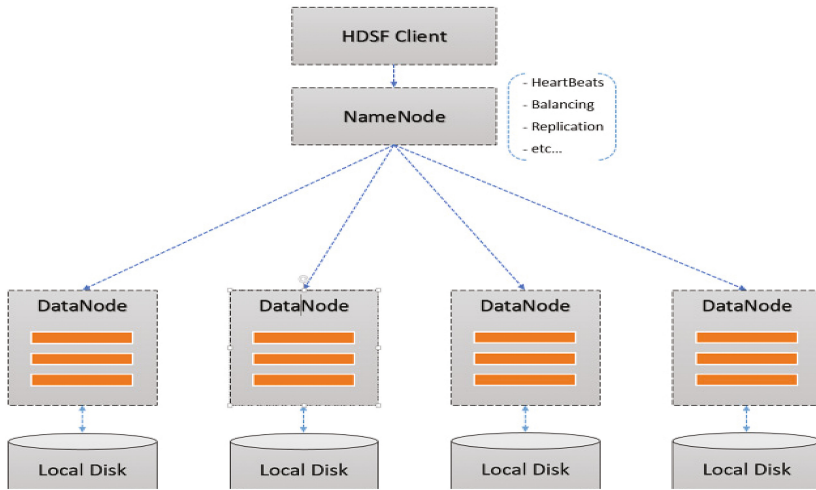 HDSF Client
NameNode
- HeartBeats
- Balancing
- Replication
- etc...
DataNode DataNode DataNode DataNode
Local Disk Local Disk Local Disk Local Disk